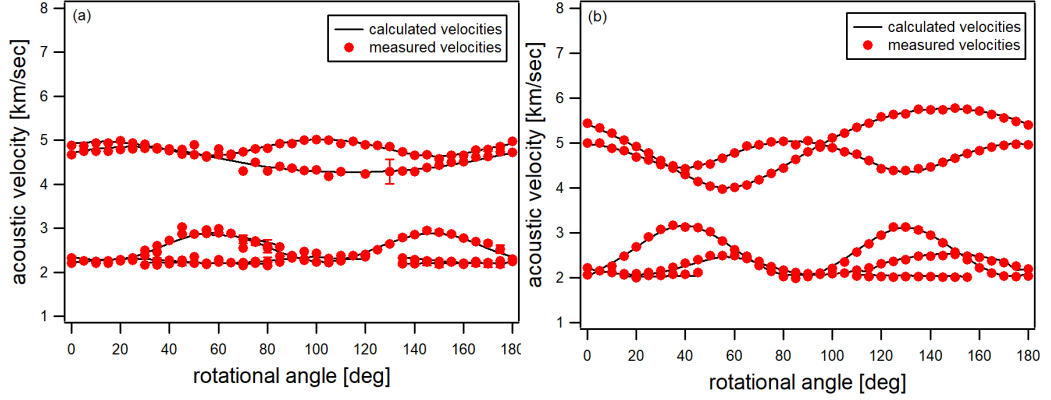 (a)
calculated velocities
measured velocities
8
7
6
5
4
3
2
1
acoustic velocity [km/sec]
0 20 40 60 80 100 120 140 160 180
rotational angle [deg]
(b)
calculated velocities
measured velocities
8
7
6
5
4
3
2
1
acoustic velocity [km/sec]
0 20 40 60 80 100 120 140 160 180
rotational angle [deg]